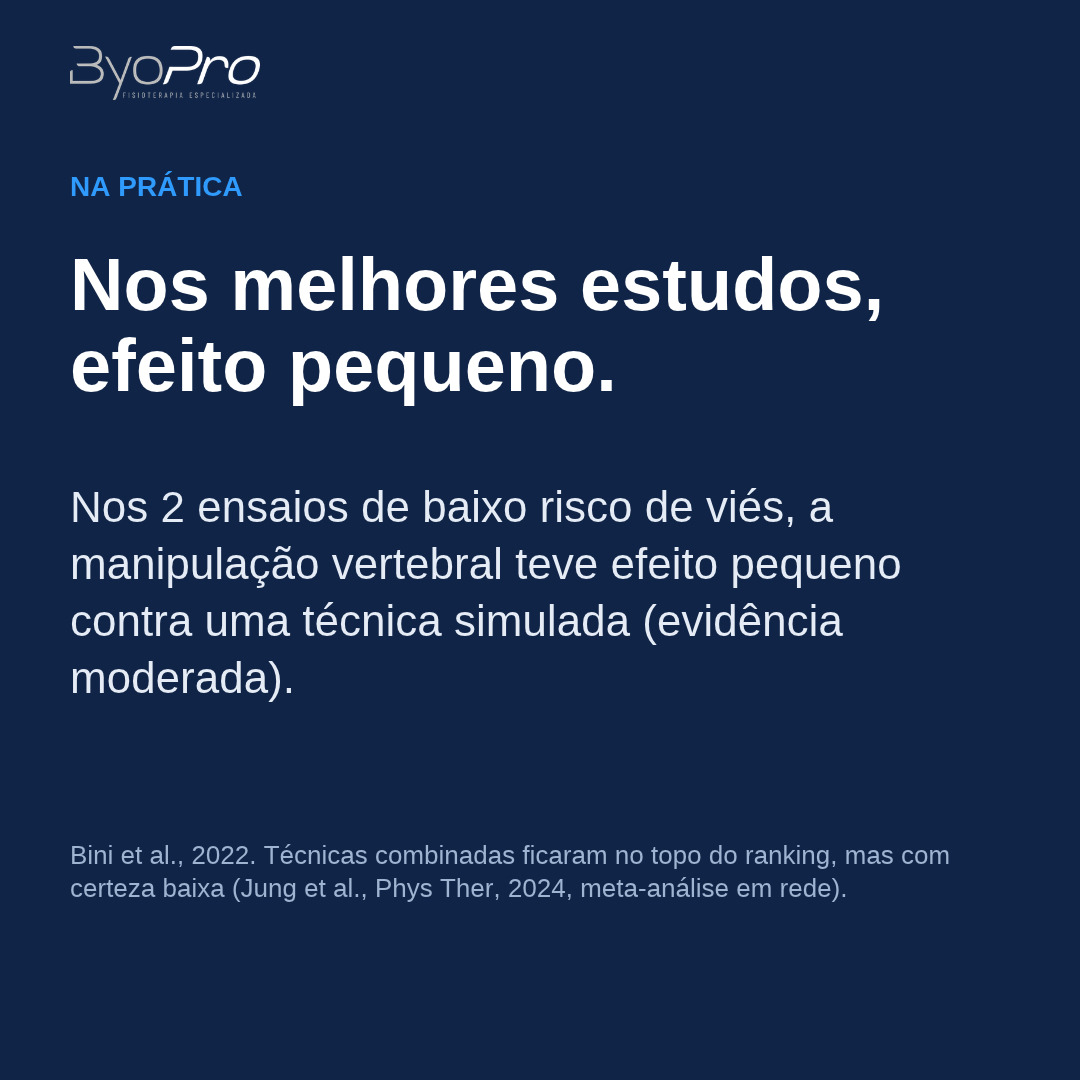 ByoPro
FISIOTERAPIA ESPECIALIZADA
NA PRÁTICA
Nos melhores estudos,
efeito pequeno.
Nos 2 ensaios de baixo risco de viés, a
manipulação vertebral teve efeito pequeno
contra uma técnica simulada (evidência
moderada).
Bini et al., 2022. Técnicas combinadas ficaram no topo do ranking, mas com
certeza baixa (Jung et al., Phys Ther, 2024, meta-análise em rede).